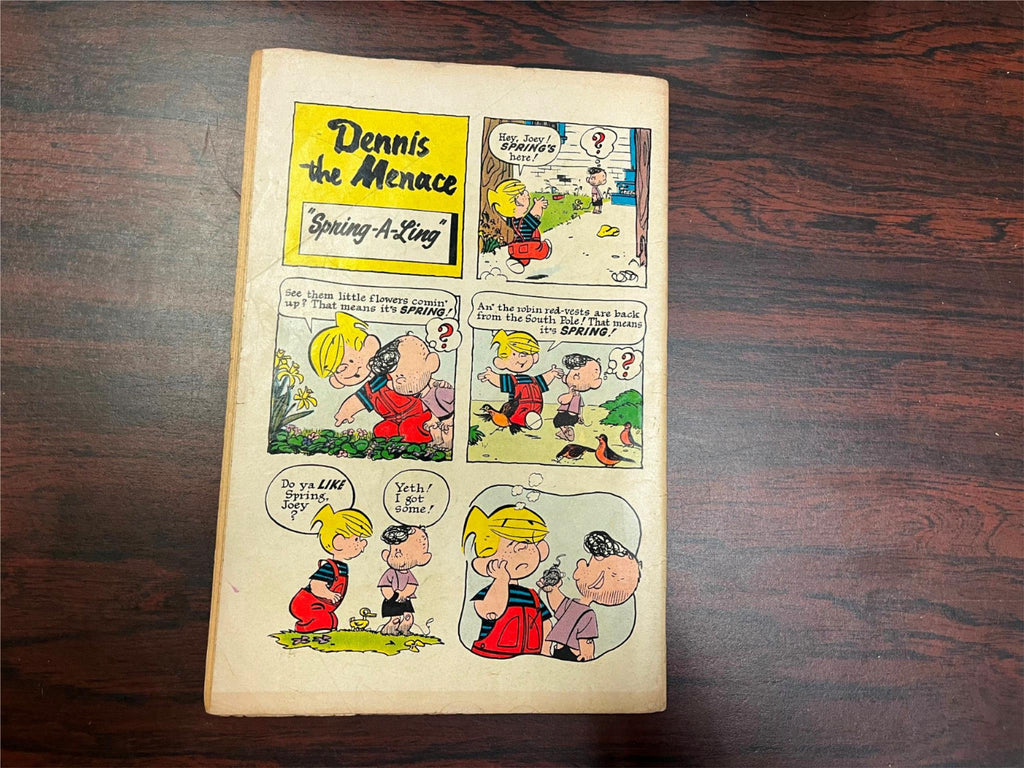 Dennis
the Menace
"Spring-A-Ling"
Hey, Joey!
SPRING'S
here!
?
See them little flowers comin'
up? That means it's SPRING!
?
An' the robin red-vests are back
from the South Pole! That means
it's SPRING!
?
Do ya LIKE
Spring,
Joey
?
Yeth!
I got
some!